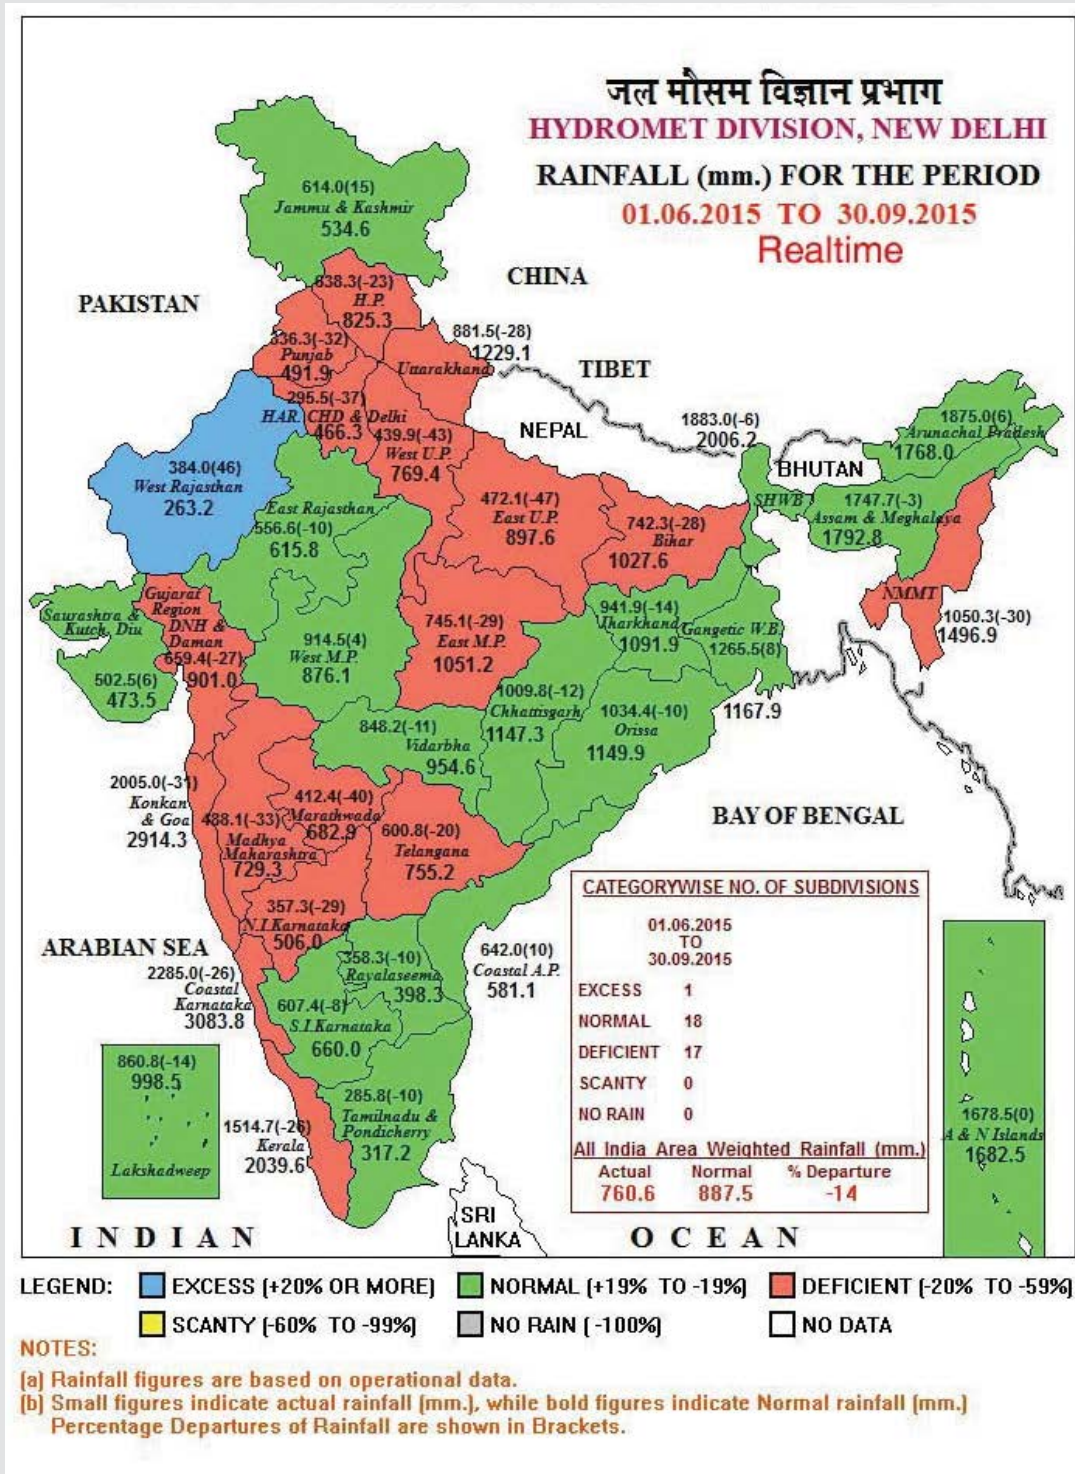 जल मौसम विज्ञान प्रभाग
HYDROMET DIVISION, NEW DELHI
RAINFALL (mm.) FOR THE PERIOD
01.06.2015 TO 30.09.2015
Realtime
614.0(15)
Jammu & Kashmir
534.6
CHINA
PAKISTAN
638.3(-23)
H.P.
825.3
336.3(-32)
Punjab
491.9
881.5(-28)
1229.1
Uttarakhand
TIBET
295.5(-37)
HAR. CHD & Delhi
466.3
439.9(-43)
West U.P.
769.4
NEPAL
1883.0(-6)
2006.2
SHWB
BHUTAN
1875.0(6)
Arunachal Pradesh
1768.0
384.0(46)
West Rajasthan
263.2
East Rajasthan
556.6(-10)
615.8
472.1(-47)
East U.P.
897.6
742.3(-28)
Bihar
1027.6
1747.7(-3)
Assam & Meghalaya
1792.8
NMMT
1050.3(-30)
1496.9
Saurashtra &
Kutch, Diu
502.5(6)
473.5
Gujarat
Region
DNH &
Daman
659.4(-27)
901.0
914.5(4)
West M.P.
876.1
745.1(-29)
East M.P.
1051.2
941.9(-14)
Jharkhand
1091.9
Gangetic W.B.
1265.5(8)
1167.9
1009.8(-12)
Chhattisgarh
1147.3
1034.4(-10)
Orissa
1149.9
848.2(-11)
Vidarbha
954.6
2005.0(-31)
Konkan
& Goa
2914.3
488.1(-33)
Madhya
Maharashtra
729.3
412.4(-40)
Marathwada
682.9
600.8(-20)
Telangana
755.2
BAY OF BENGAL
357.3(-29)
N.I.Karnataka
506.0
ARABIAN SEA
2285.0(-26)
Coastal
Karnataka
3083.8
358.3(-10)
Rayalaseema
398.3
642.0(10)
Coastal A.P.
581.1
607.4(-8)
S.I.Karnataka
660.0
860.8(-14)
998.5
Lakshadweep
1514.7(-26)
Kerala
2039.6
285.8(-10)
Tamilnadu &
Pondicherry
317.2
CATEGORYWISE NO. OF SUBDIVISIONS
01.06.2015
TO
30.09.2015
EXCESS 1
NORMAL 18
DEFICIENT 17
SCANTY 0
NO RAIN 0
All India Area Weighted Rainfall (mm.)
Actual Normal % Departure
760.6 887.5 -14
1678.5(0)
A & N Islands
1682.5
SRI
LANKA
INDIAN OCEAN
LEGEND: EXCESS (+20% OR MORE) NORMAL (+19% TO -19%) DEFICIENT (-20% TO -59%)
SCANTY (-60% TO -99%) NO RAIN ( -100%) NO DATA
NOTES:
(a) Rainfall figures are based on operational data.
(b) Small figures indicate actual rainfall (mm.), while bold figures indicate Normal rainfall (mm.)
Percentage Departures of Rainfall are shown in Brackets.